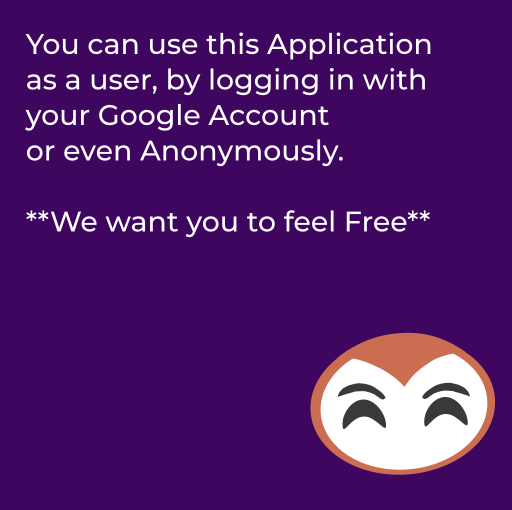 You can use this Application
as a user, by logging in with
your Google Account
or even Anonymously.
**We want you to feel Free**